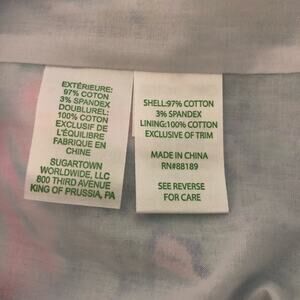 EXTÉRIEURE:
97% COTON
3% SPANDEX
DOUBLUREL:
100% COTON
EXCLUSIF DE
L'ÉQUILIBRE
FABRIQUE EN
CHINE
SUGARTOWN
WORLDWIDE, LLC
800 THIRD AVENUE
KING OF PRUSSIA, PA
SHELL:97% COTTON
3% SPANDEX
LINING:100% COTTON
EXCLUSIVE OF TRIM
MADE IN CHINA
RN#88189
SEE REVERSE
FOR CARE